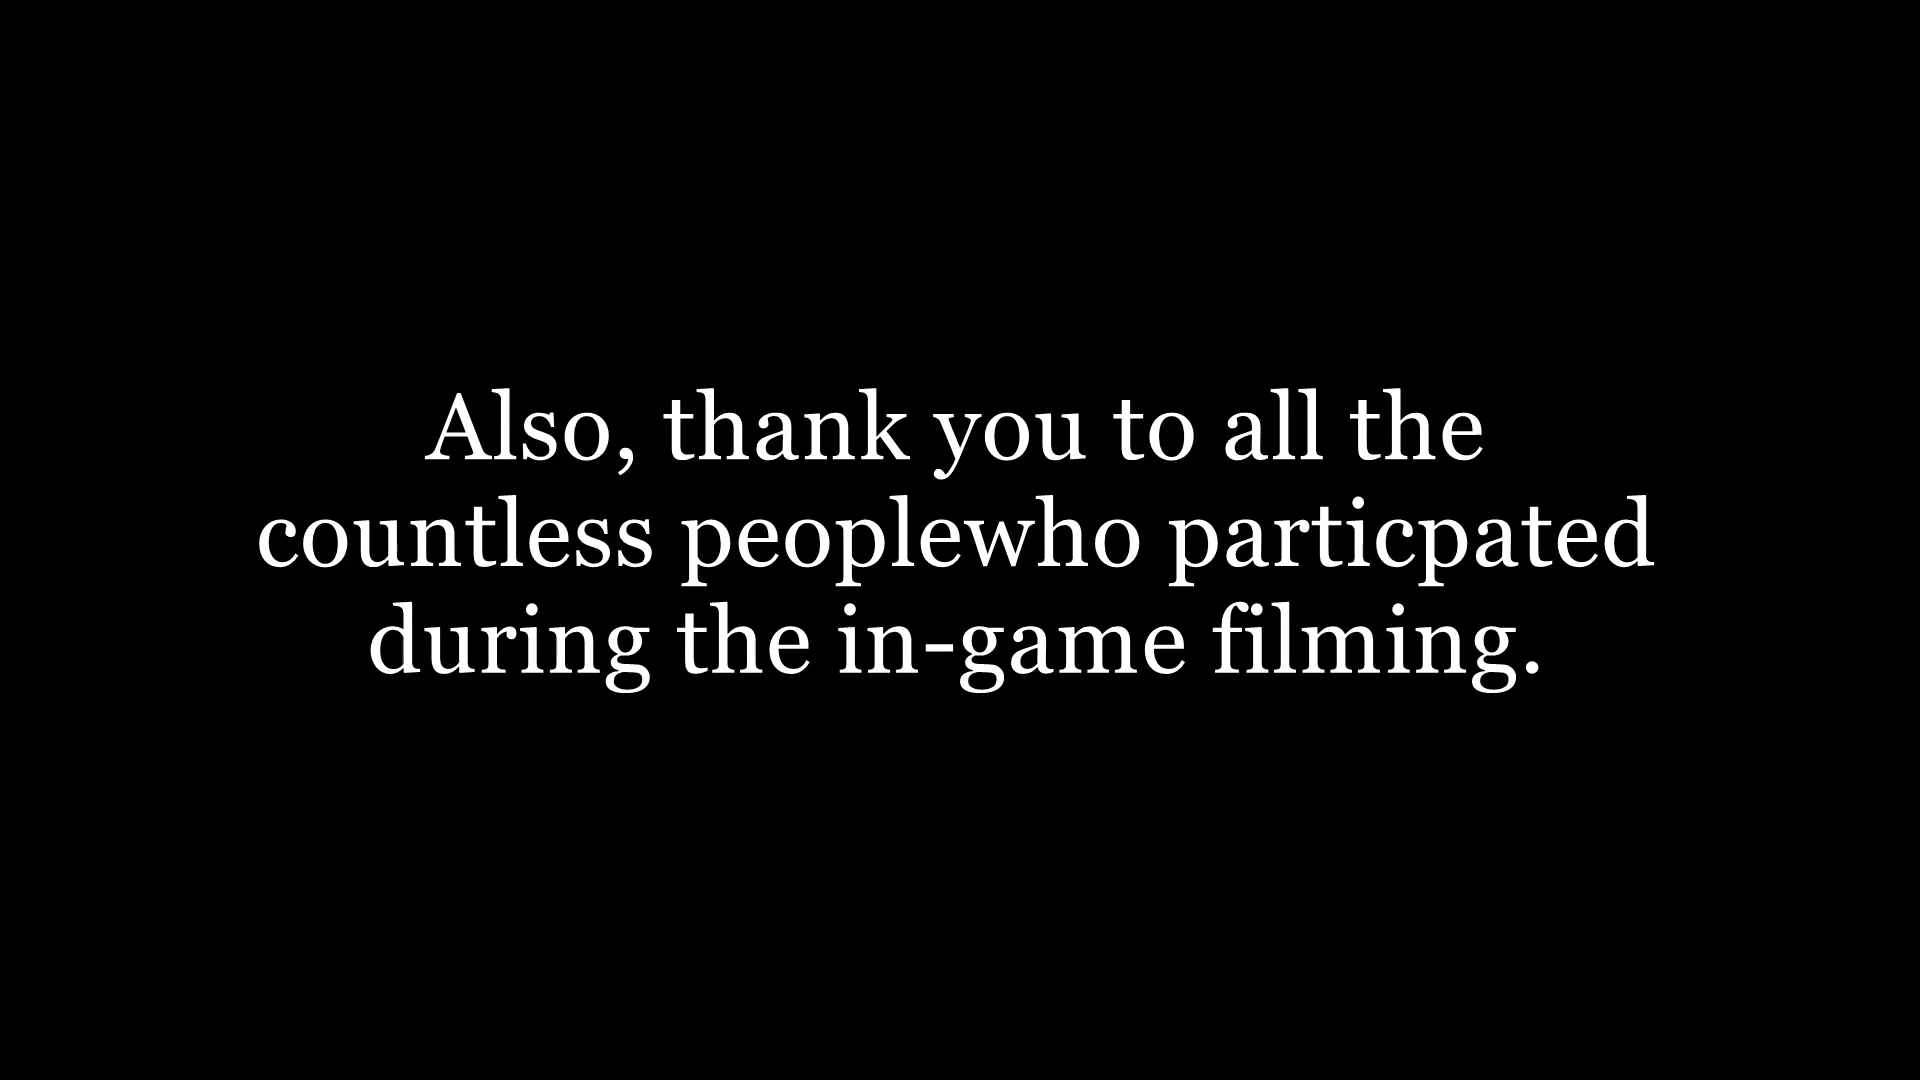 Also, thank you to all the
countless peoplewho particpated
during the in-game filming.